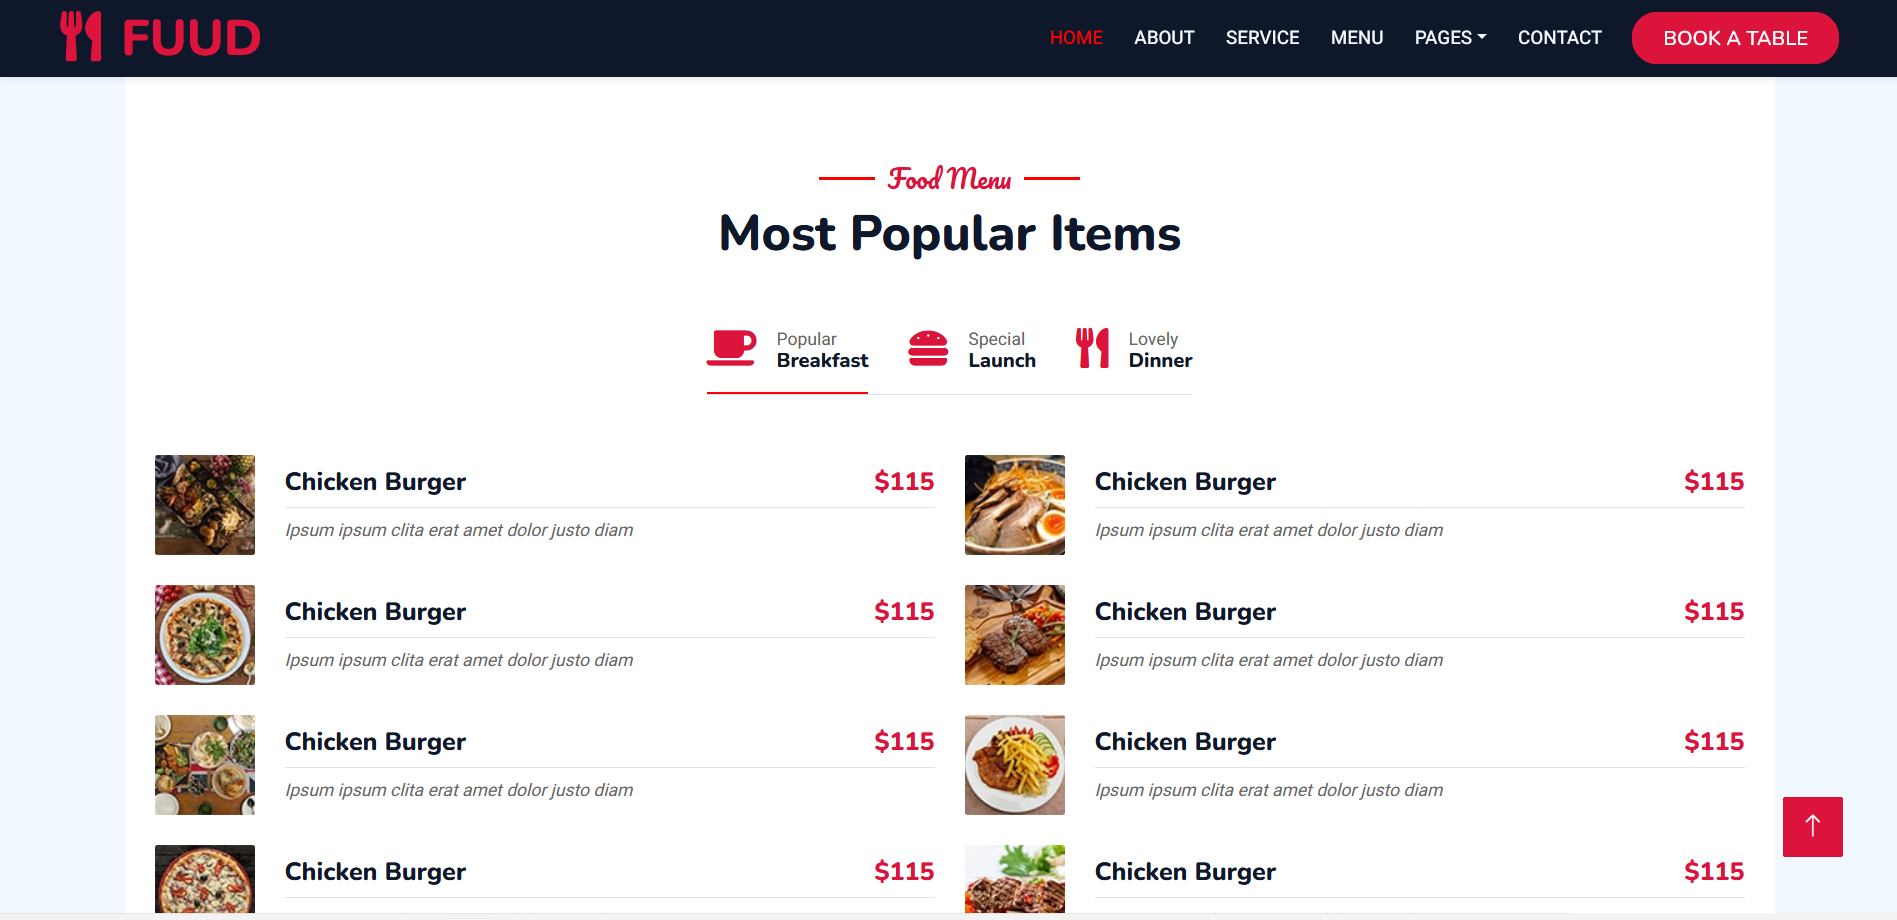 FUUD
HOME ABOUT SERVICE MENU PAGES CONTACT BOOK A TABLE
Food Menu
Most Popular Items
Popular
Breakfast
Special
Launch
Lovely
Dinner
Chicken Burger $115
Ipsum ipsum clita erat amet dolor justo diam
Chicken Burger $115
Ipsum ipsum clita erat amet dolor justo diam
Chicken Burger $115
Ipsum ipsum clita erat amet dolor justo diam
Chicken Burger $115
Ipsum ipsum clita erat amet dolor justo diam
Chicken Burger $115
Ipsum ipsum clita erat amet dolor justo diam
Chicken Burger $115
Ipsum ipsum clita erat amet dolor justo diam
Chicken Burger $115
Chicken Burger $115